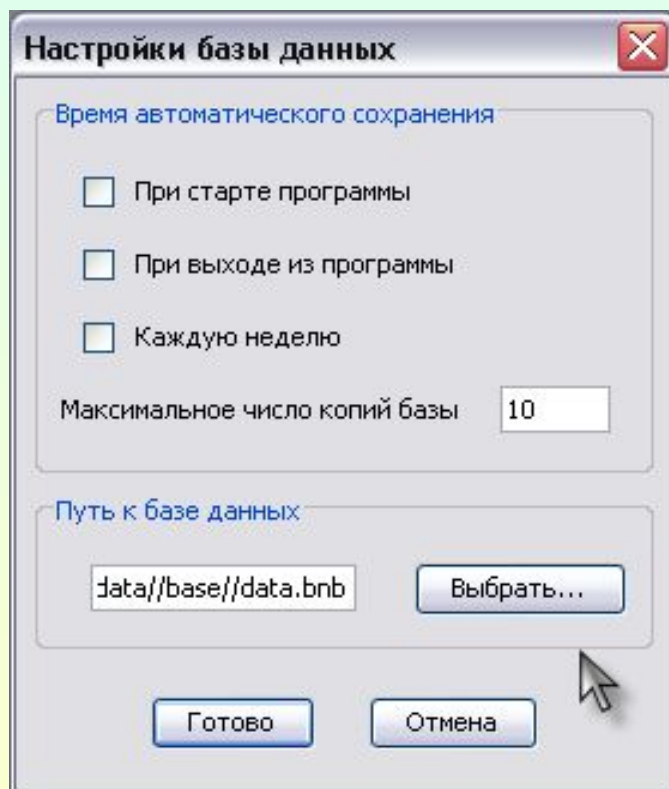 Настройки базы данных
Время автоматического сохранения
При старте программы
При выходе из программы
Каждую неделю
Максимальное число копий базы 10
Путь к базе данных
data//base//data.bnb Выбрать...
Готово Отмена